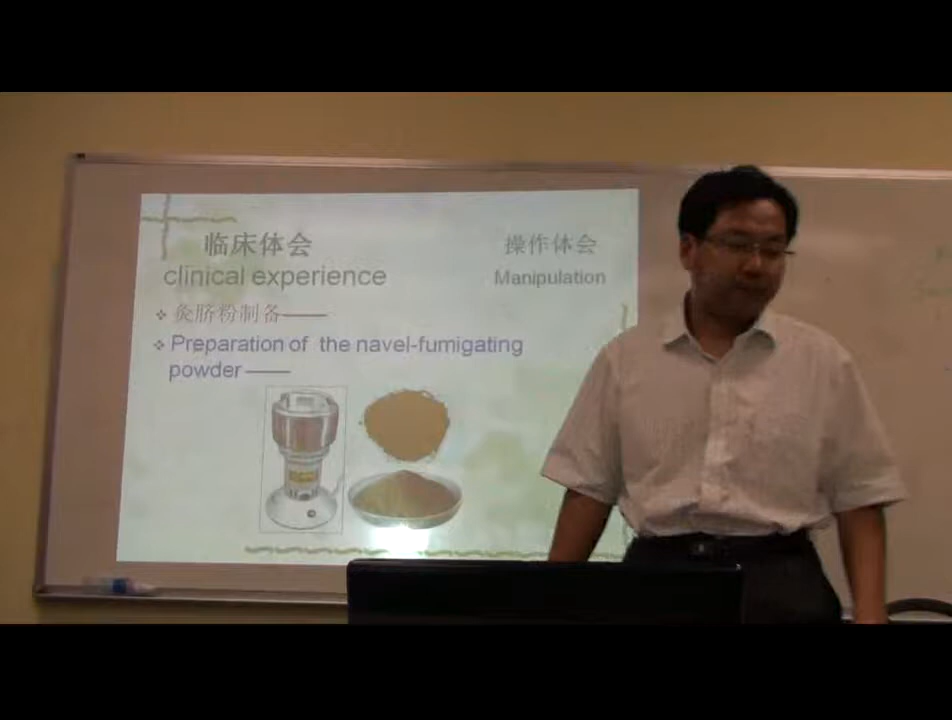 临床体会
clinical experience
操作体会
Manipulation
灸脐粉制备——
Preparation of the navel-fumigating
powder ——